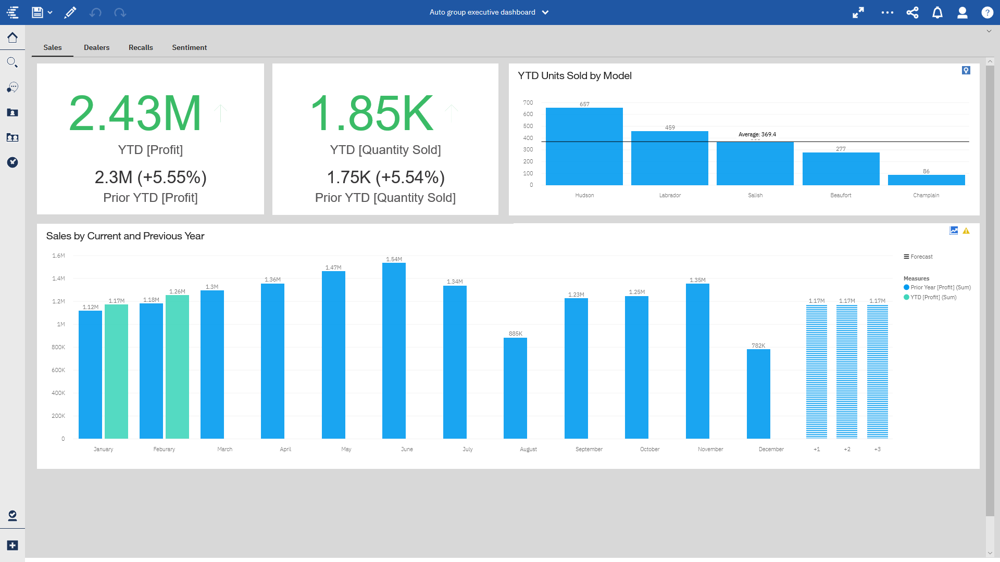 Auto group executive dashboard
?
Sales
Dealers
Recalls
Sentiment
2.43M
YTD [Profit]
2.3M (+5.55%)
Prior YTD [Profit]
1.85K
YTD [Quantity Sold]
1.75K (+5.54%)
Prior YTD [Quantity Sold]
YTD Units Sold by Model
700
600
500
400
300
200
100
0
657
459
Average: 369.4
277
86
Hudson
Labrador
Salish
Beaufort
Champlain
Sales by Current and Previous Year
1.6M
1.4M
1.2M
1M
800K
600K
400K
200K
0
1.12M
1.17M
1.18M
1.26M
1.3M
1.36M
1.47M
1.54M
1.34M
885K
1.23M
1.25M
1.35M
782K
1.17M
1.17M
1.17M
January
Feburary
March
April
May
June
July
August
September
October
November
December
+1
+2
+3
Forecast
Measures
Prior Year [Profit] (Sum)
YTD [Profit] (Sum)